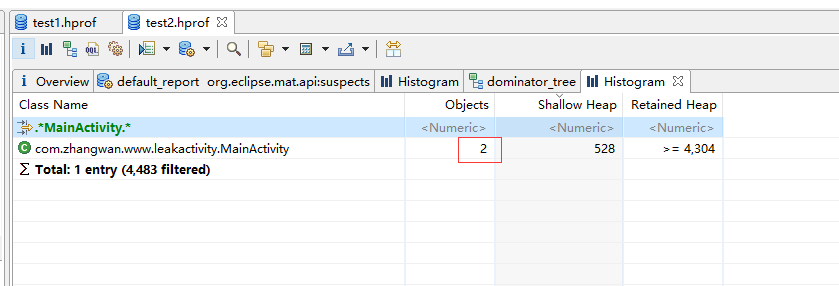 test1.hprof test2.hprof
i OQL
i Overview default_report org.eclipse.mat.api:suspects Histogram dominator_tree Histogram
Class Name Objects Shallow Heap Retained Heap
.*MainActivity.* <Numeric> <Numeric> <Numeric>
C com.zhangwan.www.leakactivity.MainActivity 2 528 >= 4,304
Σ Total: 1 entry (4,483 filtered)